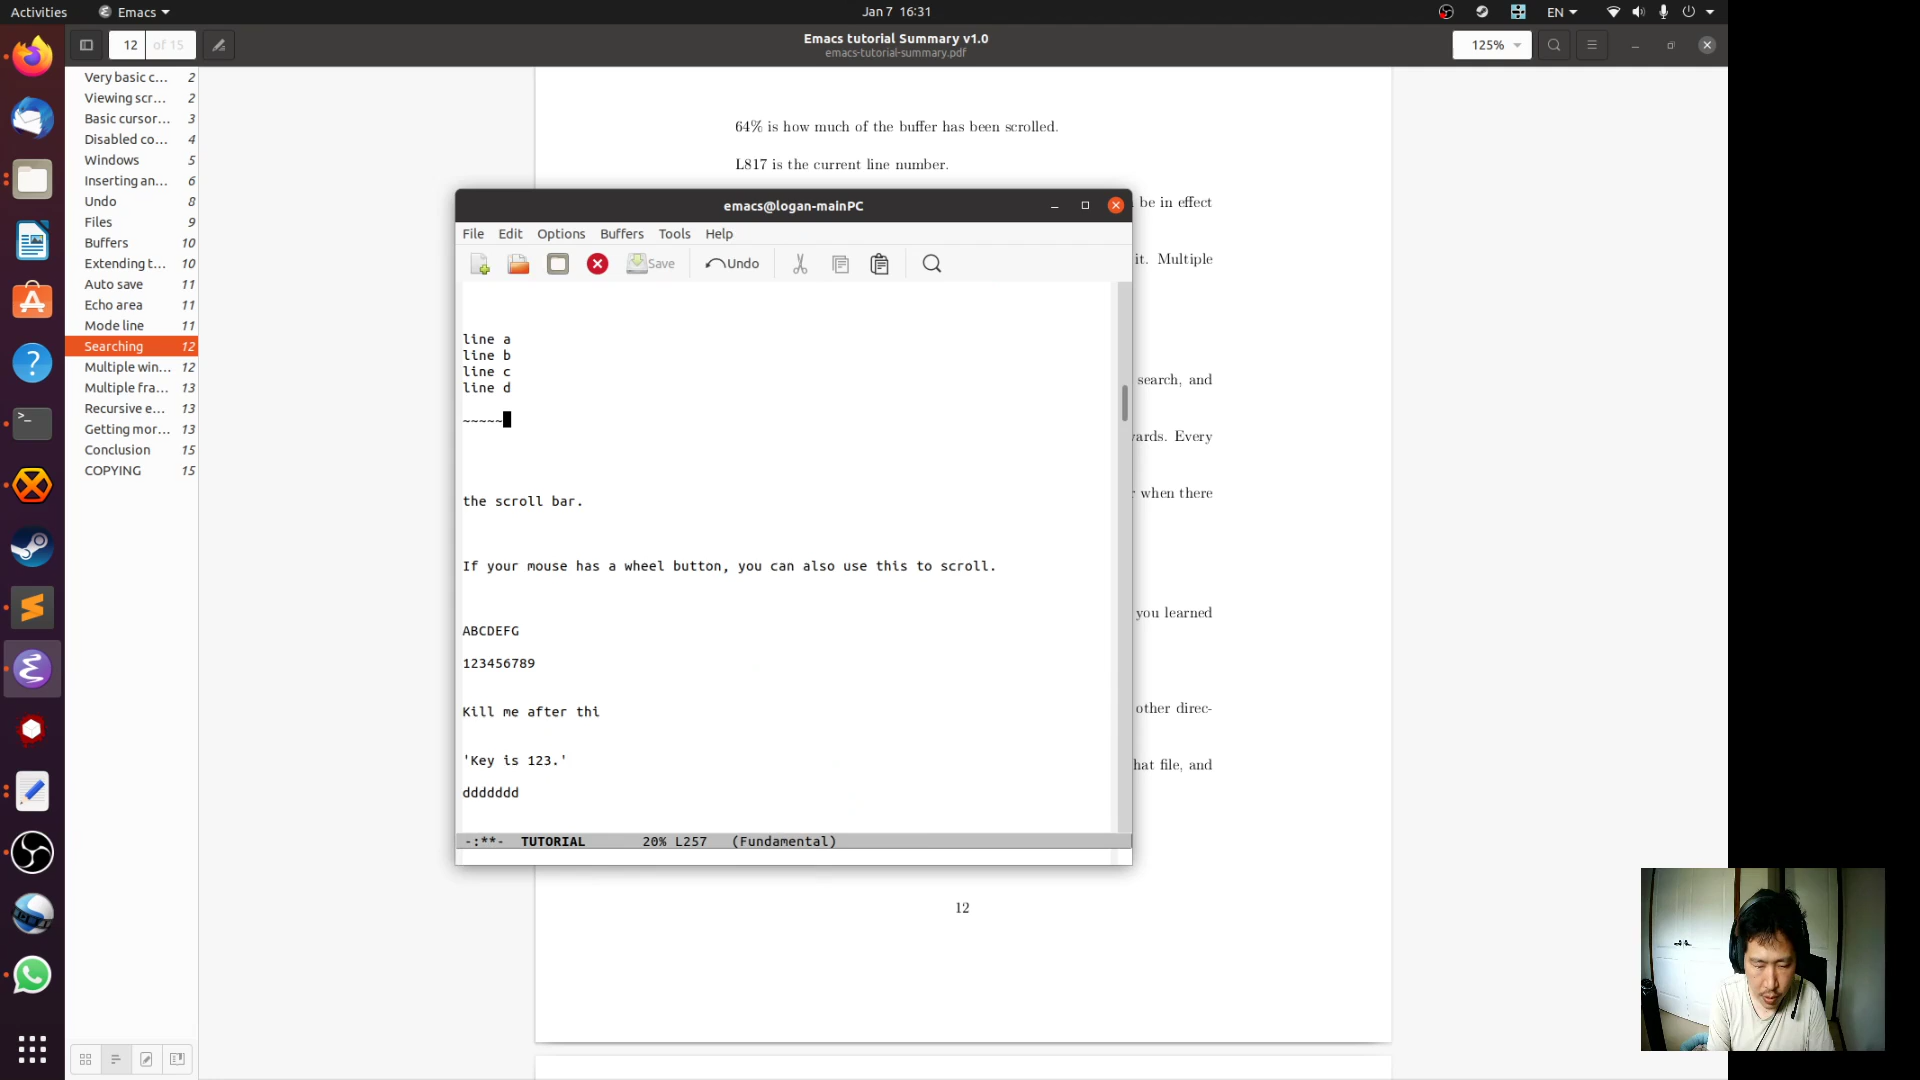 Activities
Emacs
Jan 7 16:31
EN
12 of 15
Emacs tutorial Summary v1.0
emacs-tutorial-summary.pdf
125%
Very basic c... 2
Viewing scr... 2
Basic cursor... 3
Disabled co... 4
Windows 5
Inserting an... 6
Undo 8
Files 9
Buffers 10
Extending t... 10
Auto save 11
Echo area 11
Mode line 11
Searching 12
Multiple win... 12
Multiple fra... 13
Recursive e... 13
Getting mor... 13
Conclusion 15
COPYING 15
64% is how much of the buffer has been scrolled.
L817 is the current line number.
be in effect
it. Multiple
search, and
wards. Every
when there
you learned
other direc-
hat file, and
12
emacs@logan-mainPC
File Edit Options Buffers Tools Help
Save Undo
line a
line b
line c
line d
~~~~~
the scroll bar.
If your mouse has a wheel button, you can also use this to scroll.
ABCDEFG
123456789
Kill me after thi
'Key is 123.'
ddddddd
-:**- TUTORIAL 20% L257 (Fundamental)